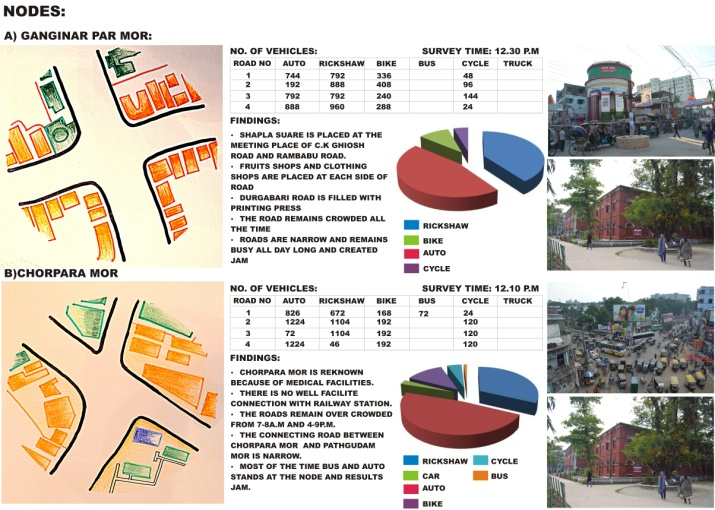 NODES:
A) GANGINAR PAR MOR:
NO. OF VEHICLES: SURVEY TIME: 12.30 P.M
ROAD NO AUTO RICKSHAW BIKE BUS CYCLE TRUCK
1 744 792 336 48
2 192 888 408 96
3 792 792 240 144
4 888 960 288 24
FINDINGS:
· SHAPLA SUARE IS PLACED AT THE
MEETING PLACE OF C.K GHIOSH
ROAD AND RAMBABU ROAD.
· FRUITS SHOPS AND CLOTHING
SHOPS ARE PLACED AT EACH SIDE OF
ROAD
· DURGABARI ROAD IS FILLED WITH
PRINTING PRESS
· THE ROAD REMAINS CROWDED ALL
THE TIME
· ROADS ARE NARROW AND REMAINS
BUSY ALL DAY LONG AND CREATED
JAM
RICKSHAW
BIKE
AUTO
CYCLE
B)CHORPARA MOR
NO. OF VEHICLES: SURVEY TIME: 12.10 P.M
ROAD NO AUTO RICKSHAW BIKE BUS CYCLE TRUCK
1 826 672 168 72 24
2 1224 1104 192 120
3 72 1104 192 120
4 1224 46 192 120
FINDINGS:
· CHORPARA MOR IS REKNOWN
BECAUSE OF MEDICAL FACILITIES.
· THERE IS NO WELL FACILITE
CONNECTION WITH RAILWAY STATION.
· THE ROADS REMAIN OVER CROWDED
FROM 7-8A.M AND 4-9P.M.
· THE CONNECTING ROAD BETWEEN
CHORPARA MOR AND PATHGUDAM
MOR IS NARROW.
· MOST OF THE TIME BUS AND AUTO
STANDS AT THE NODE AND RESULTS
JAM.
RICKSHAW CYCLE
CAR BUS
AUTO
BIKE